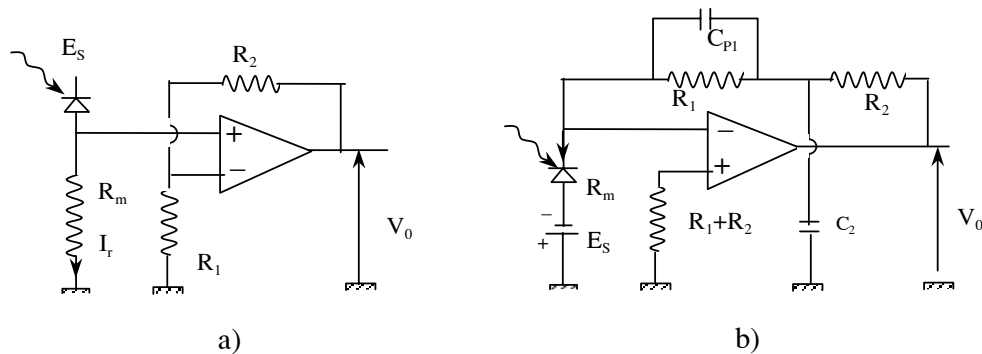 E_S
R_2
+
−
R_m
I_r
R_1
V_0
a)
C_P1
R_1
R_2
−
+
R_m
−
+
E_S
R_1+R_2
C_2
V_0
b)